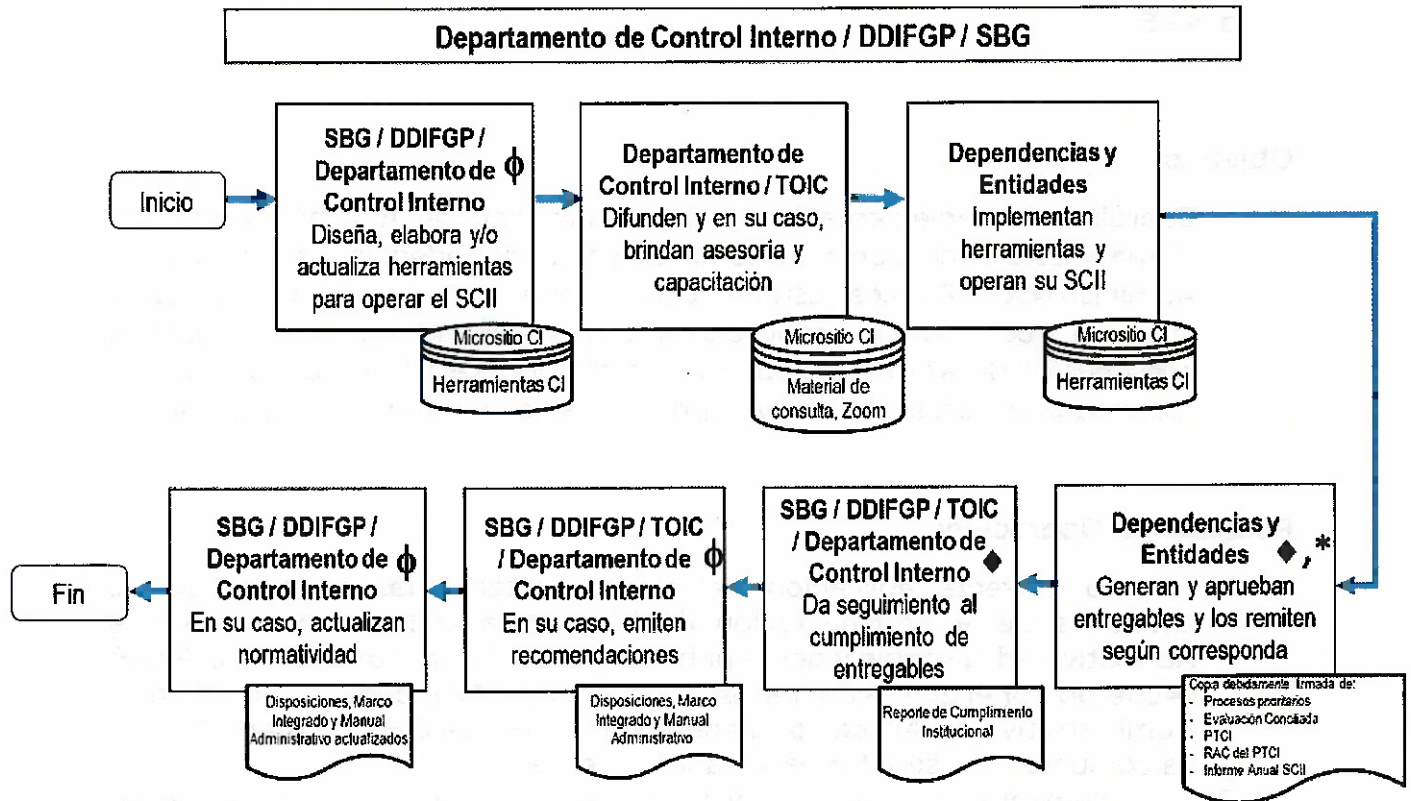 Departamento de Control Interno / DDIFGP / SBG
Inicio
SBG / DDIFGP /
Departamento de ϕ
Control Interno
Diseña, elabora y/o
actualiza herramientas
para operar el SCII
Micrositio CI
Herramientas CI
Departamento de
Control Interno / TOIC
Difunden y en su caso,
brindan asesoría y
capacitación
Micrositio CI
Material de
consulta, Zoom
Dependencias y
Entidades
Implementan
herramientas y
operan su SCII
Micrositio CI
Herramientas CI
Dependencias y
Entidades ◆,*
Generan y aprueban
entregables y los remiten
según corresponda
Copia debidamente firmada de:
- Procesos prioritarios
- Evaluación Conciliada
- PTCI
- RAC del PTCI
- Informe Anual SCII
SBG / DDIFGP / TOIC
/ Departamento de
Control Interno ◆
Da seguimiento al
cumplimiento de
entregables
Reporte de Cumplimiento
Institucional
SBG / DDIFGP / TOIC
/ Departamento de ϕ
Control Interno
En su caso, emiten
recomendaciones
Disposiciones, Marco
Integrado y Manual
Administrativo
SBG / DDIFGP /
Departamento de ϕ
Control Interno
En su caso, actualizan
normatividad
Disposiciones, Marco
Integrado y Manual
Administrativo actualizados
Fin